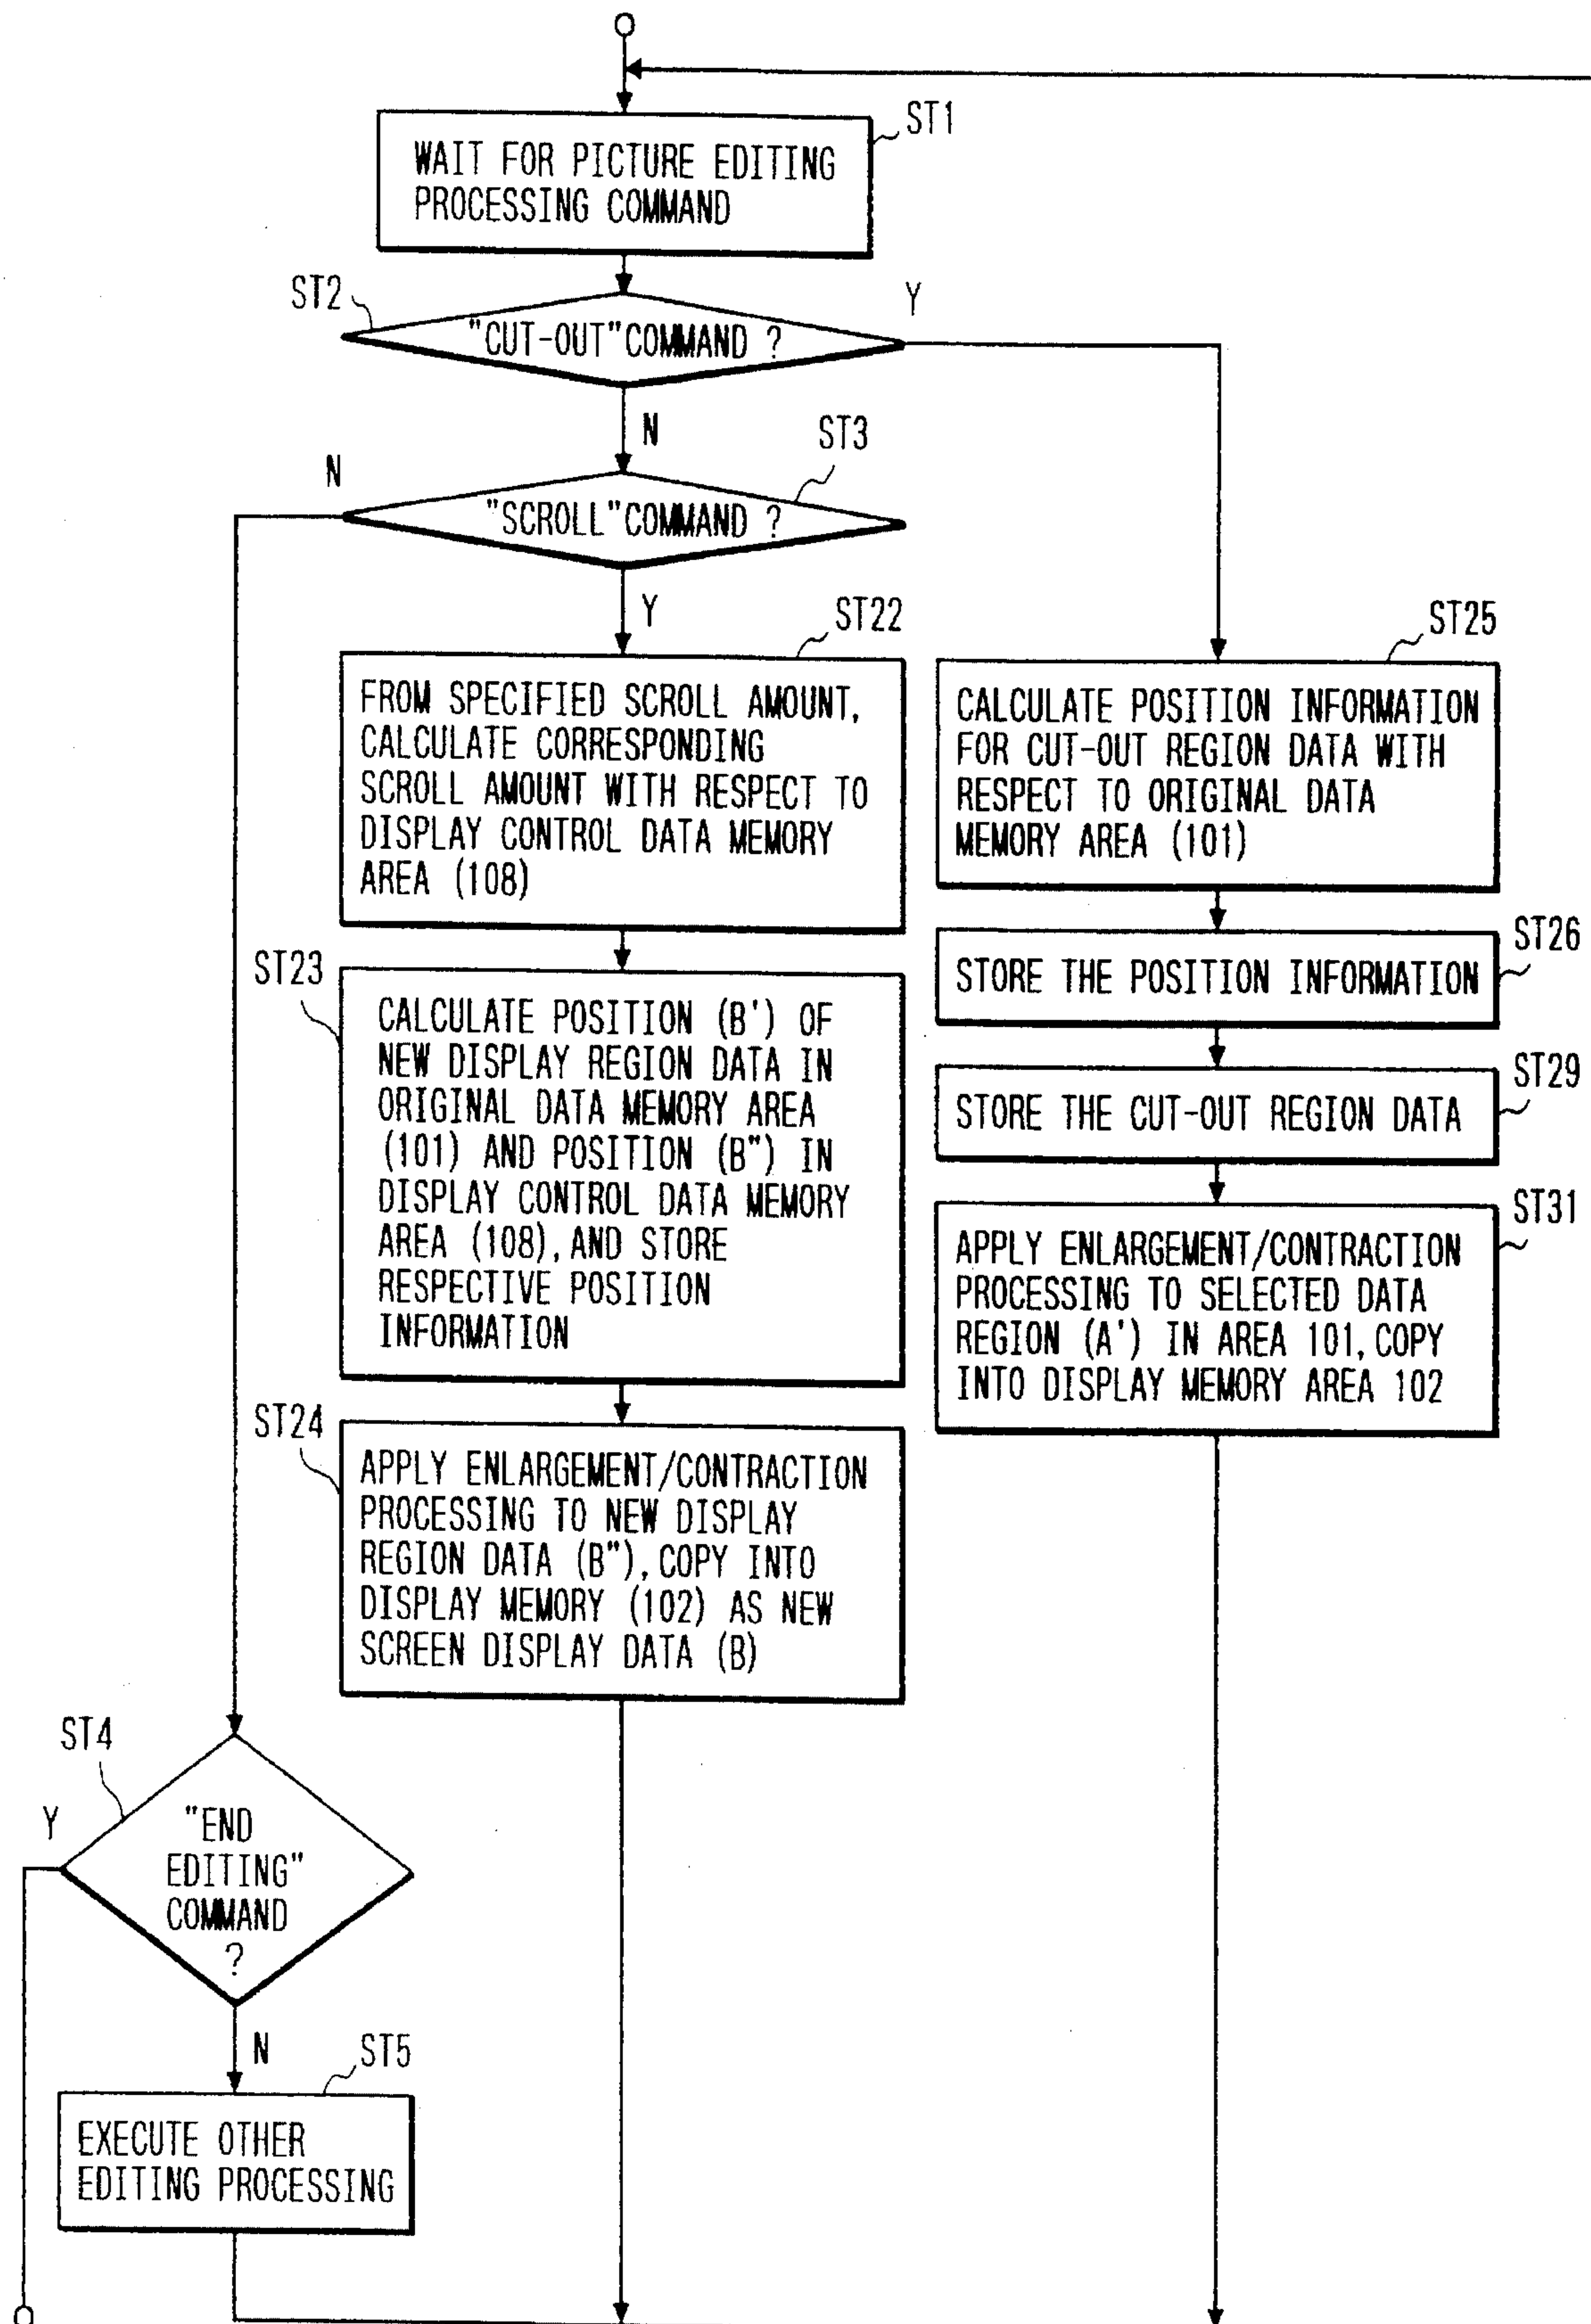 ST1
WAIT FOR PICTURE EDITING
PROCESSING COMMAND
ST2
"CUT-OUT"COMMAND ?
Y
N
ST3
"SCROLL"COMMAND ?
N
Y
ST22
FROM SPECIFIED SCROLL AMOUNT,
CALCULATE CORRESPONDING
SCROLL AMOUNT WITH RESPECT TO
DISPLAY CONTROL DATA MEMORY
AREA (108)
ST23
CALCULATE POSITION (B') OF
NEW DISPLAY REGION DATA IN
ORIGINAL DATA MEMORY AREA
(101) AND POSITION (B") IN
DISPLAY CONTROL DATA MEMORY
AREA (108), AND STORE
RESPECTIVE POSITION
INFORMATION
ST24
APPLY ENLARGEMENT/CONTRACTION
PROCESSING TO NEW DISPLAY
REGION DATA (B"), COPY INTO
DISPLAY MEMORY (102) AS NEW
SCREEN DISPLAY DATA (B)
ST25
CALCULATE POSITION INFORMATION
FOR CUT-OUT REGION DATA WITH
RESPECT TO ORIGINAL DATA
MEMORY AREA (101)
ST26
STORE THE POSITION INFORMATION
ST29
STORE THE CUT-OUT REGION DATA
ST31
APPLY ENLARGEMENT/CONTRACTION
PROCESSING TO SELECTED DATA
REGION (A') IN AREA 101, COPY
INTO DISPLAY MEMORY AREA 102
ST4
Y
"END
EDITING"
COMMAND
?
N
ST5
EXECUTE OTHER
EDITING PROCESSING